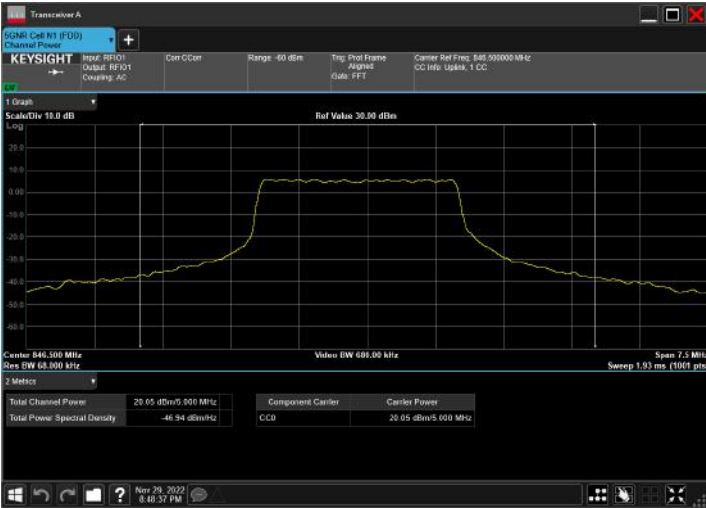 Transceiver A
5GNR Cell N1 (FDD)
Channel Power
KEYSIGHT
Input: RFIO1
Output: RFIO1
Coupling: AC
Corr CCorr
Range: -60 dBm
Trig: Prot Frame
Aligned
Gate: FFT
Carrier Ref Freq: 846.500000 MHz
CC Info: Uplink, 1 CC
1 Graph
Scale/Div 10.0 dB
Ref Value 30.00 dBm
Log
20.0
10.0
0.00
-10.0
-20.0
-30.0
-40.0
-50.0
-60.0
Center 846.500 MHz
Video BW 680.00 kHz
Span 7.5 MHz
Res BW 68.000 kHz
Sweep 1.93 ms (1001 pts
2 Metrics
Total Channel Power
20.05 dBm/5.000 MHz
Total Power Spectral Density
-46.94 dBm/Hz
Component Carrier
Carrier Power
CC0
20.05 dBm/5.000 MHz
Nov 29, 2022
8:48:37 PM